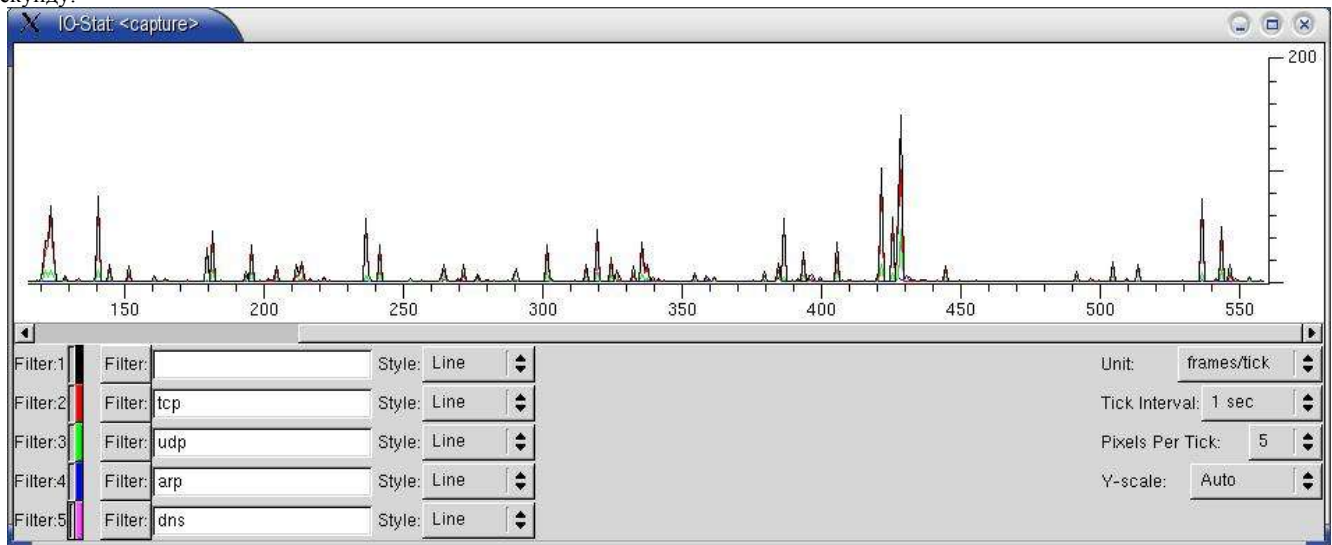 секунду.
IO-Stat: <capture>
200
150 200 250 300 350 400 450 500 550
Filter:1 Filter: Style: Line Unit: frames/tick
Filter:2 Filter: tcp Style: Line Tick Interval: 1 sec
Filter:3 Filter: udp Style: Line Pixels Per Tick: 5
Filter:4 Filter: arp Style: Line Y-scale: Auto
Filter:5 Filter: dns Style: Line